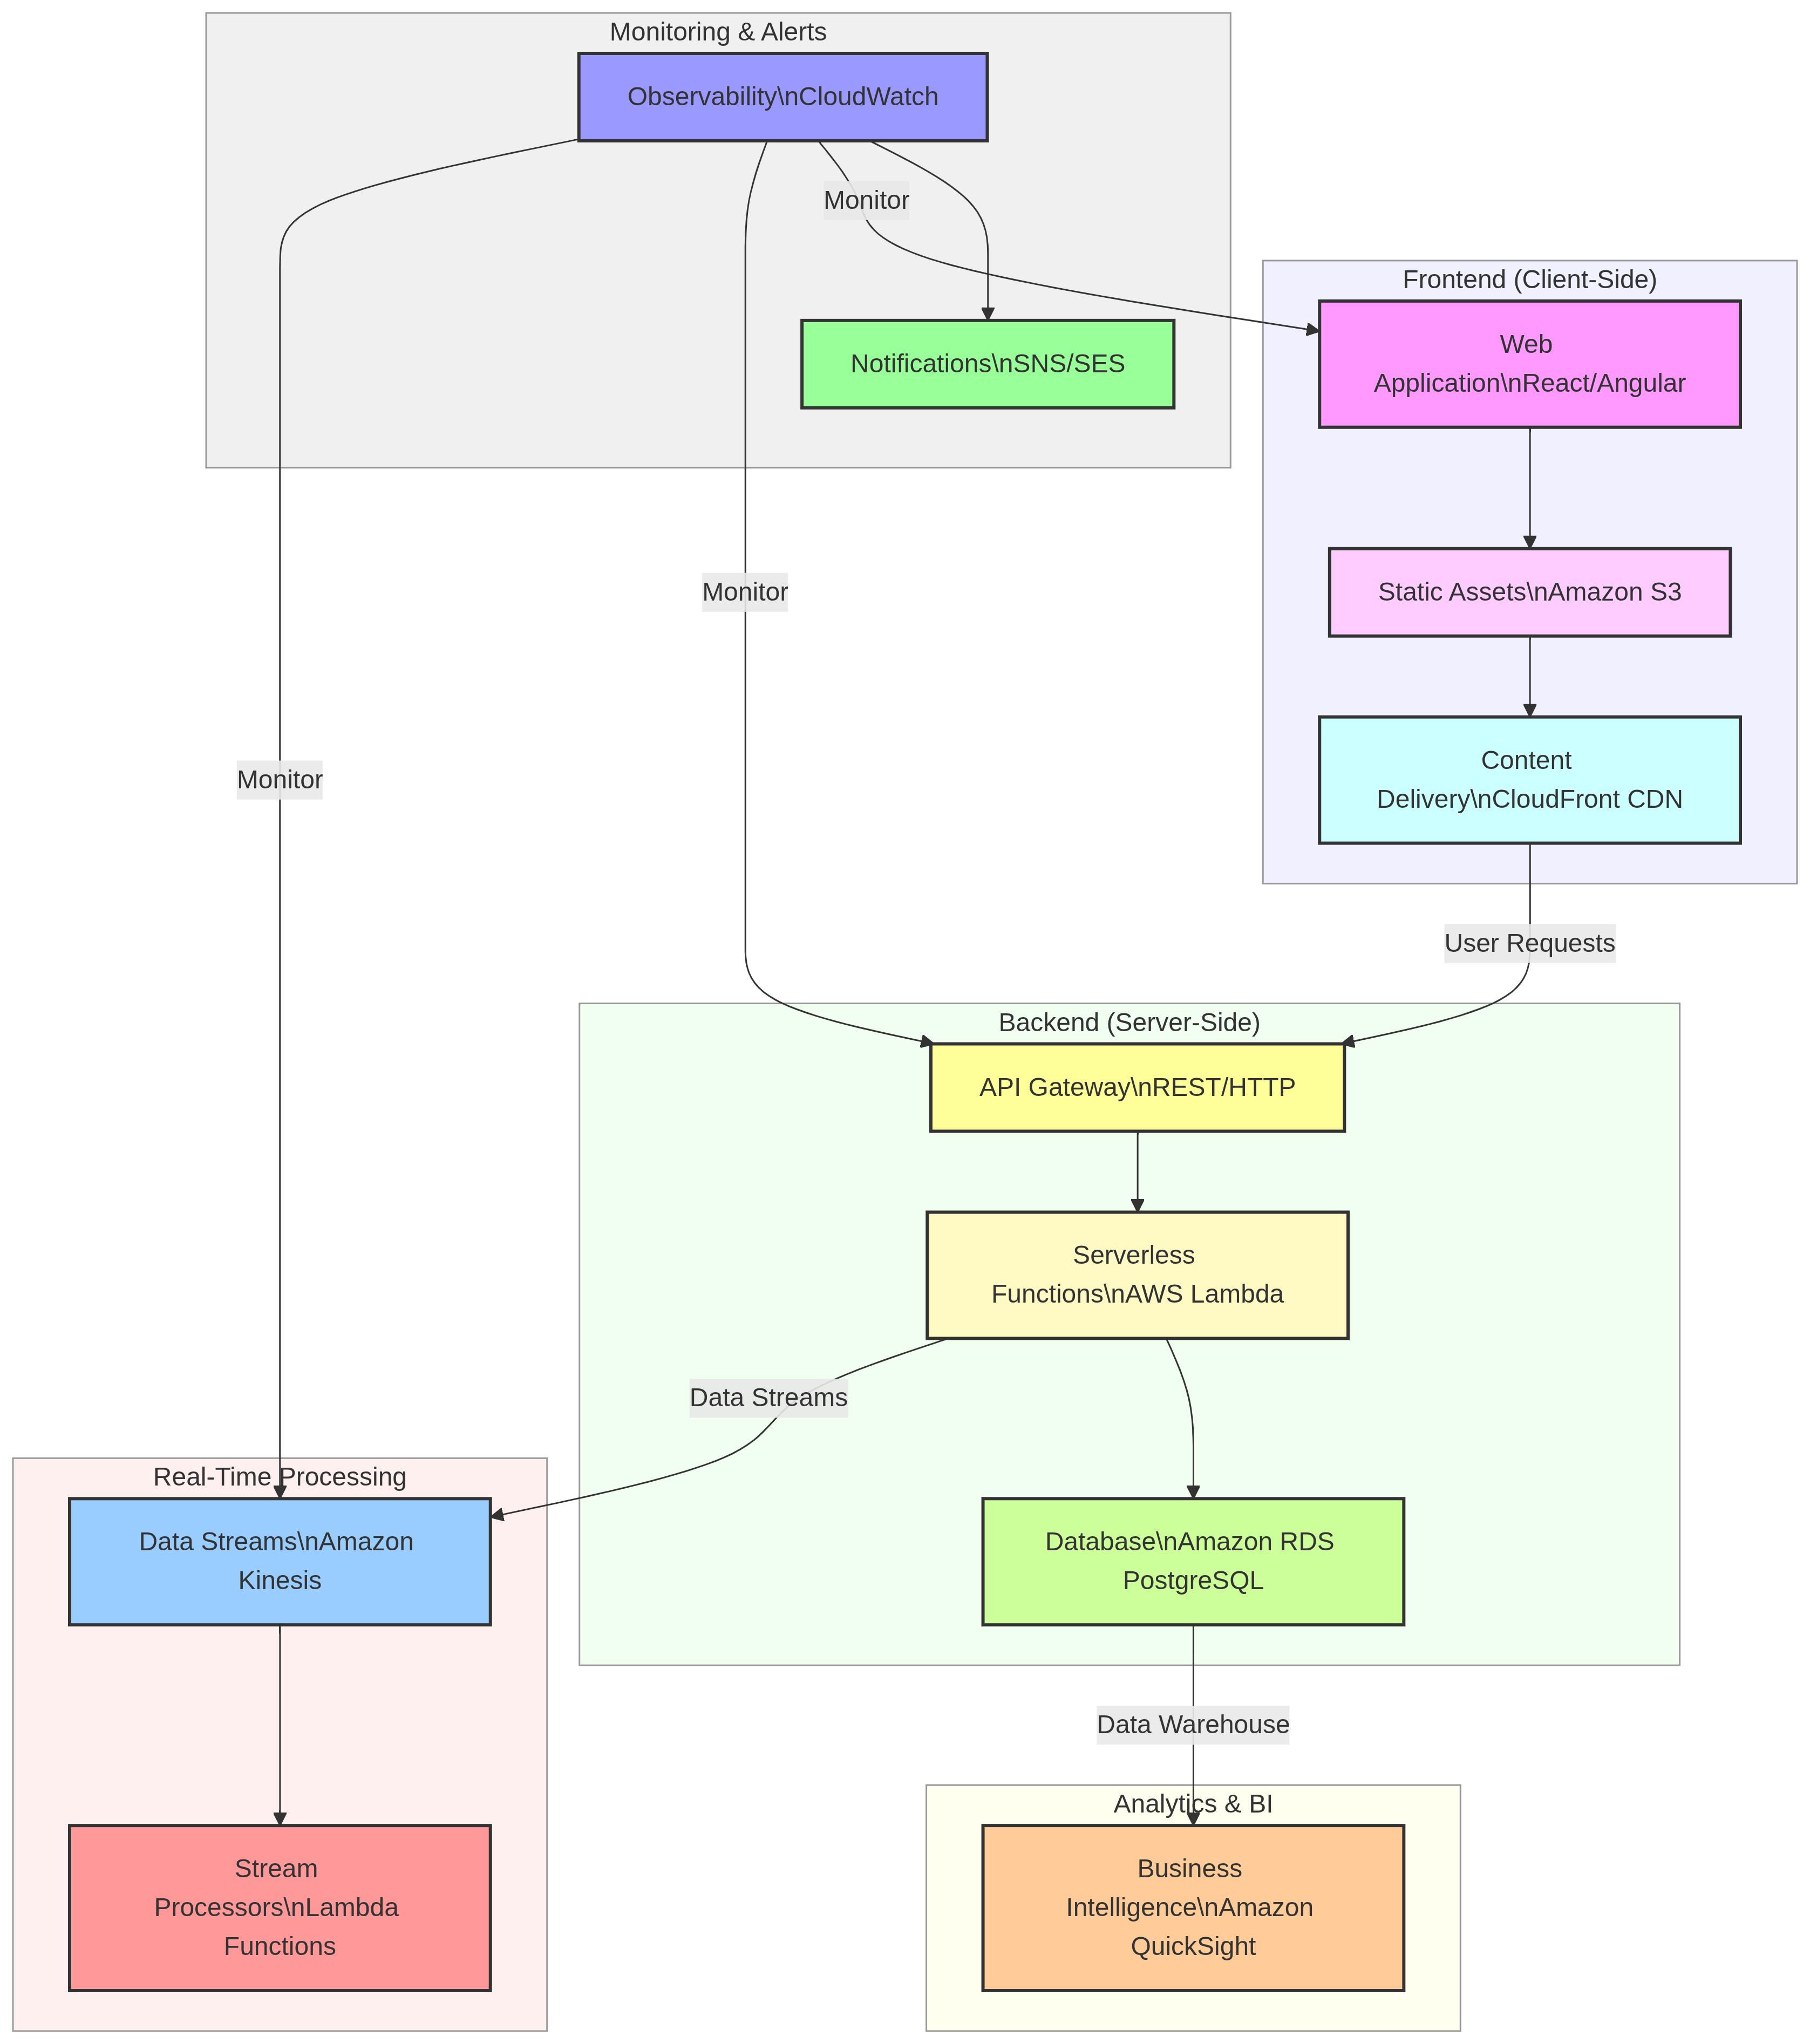 Monitoring & Alerts
Observability\nCloudWatch
Monitor
Notifications\nSNS/SES
Frontend (Client-Side)
Web
Application\nReact/Angular
Static Assets\nAmazon S3
Content
Delivery\nCloudFront CDN
Monitor
Monitor
User Requests
Backend (Server-Side)
API Gateway\nREST/HTTP
Serverless
Functions\nAWS Lambda
Data Streams
Database\nAmazon RDS
PostgreSQL
Real-Time Processing
Data Streams\nAmazon
Kinesis
Stream
Processors\nLambda
Functions
Data Warehouse
Analytics & BI
Business
Intelligence\nAmazon
QuickSight